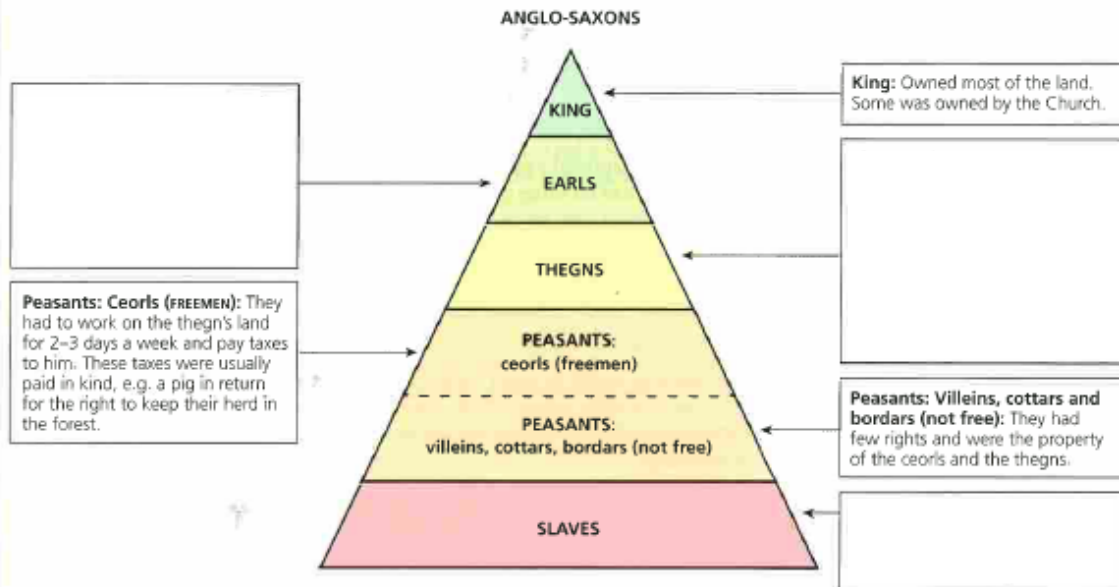 ANGLO-SAXONS
King: Owned most of the land.
Some was owned by the Church.
KING
EARLS
THEGNS
Peasants: Ceorls (FREEMEN): They
had to work on the thegn's land
for 2–3 days a week and pay taxes
to him. These taxes were usually
paid in kind, e.g. a pig in return
for the right to keep their herd in
the forest.
PEASANTS:
ceorls (freemen)
PEASANTS:
villeins, cottars, bordars (not free)
Peasants: Villeins, cottars and
bordars (not free): They had
few rights and were the property
of the ceorls and the thegns.
SLAVES